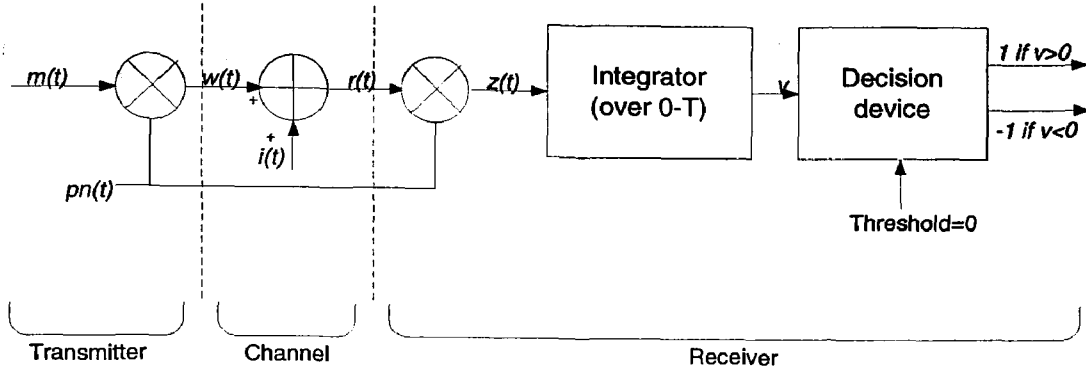 m(t)
w(t)
r(t)
z(t)
Integrator
(over 0-T)
v
Decision
device
1 if v>0
-1 if v<0
+
+
i(t)
pn(t)
Threshold=0
Transmitter
Channel
Receiver